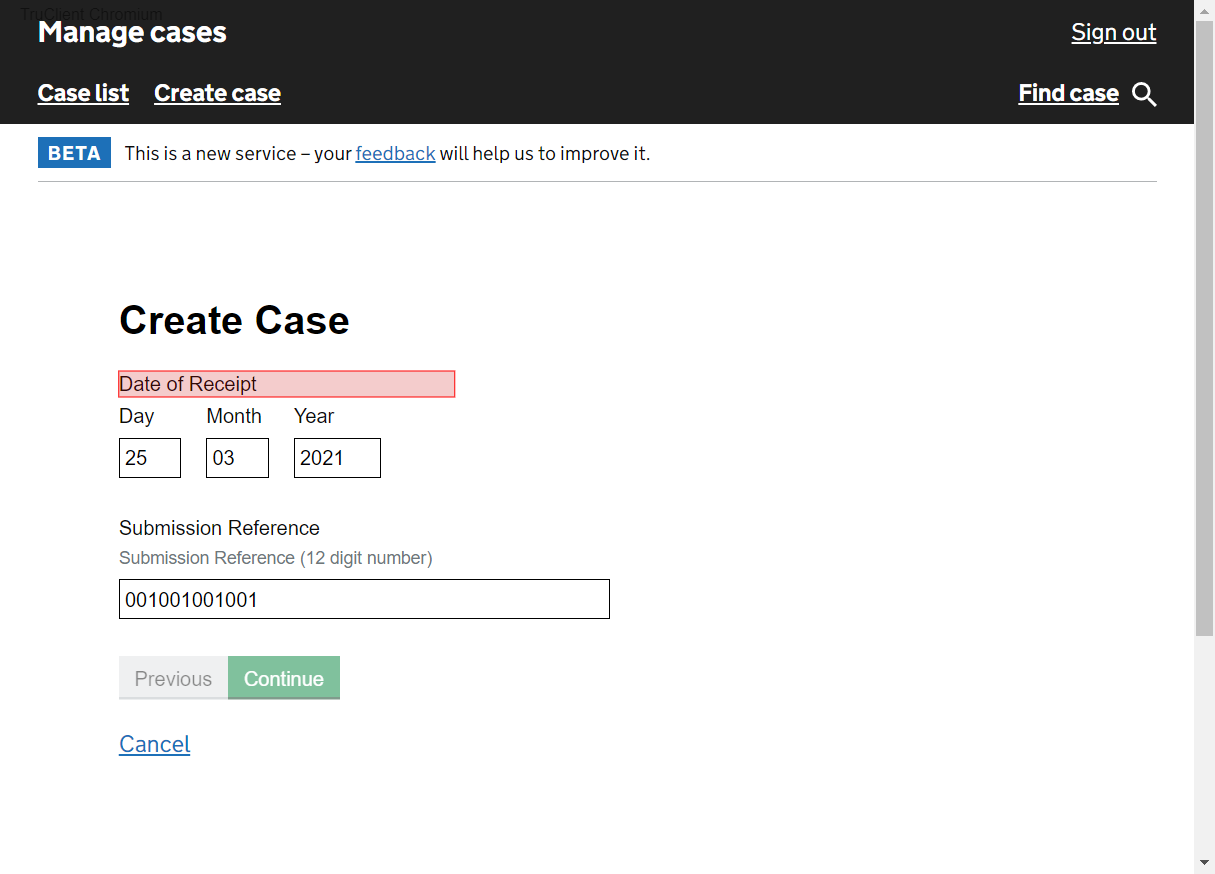 TruClient Chromium
Manage cases
Sign out
Case list Create case
Find case
BETA This is a new service – your feedback will help us to improve it.
Create Case
Date of Receipt
Day Month Year
25 03 2021
Submission Reference
Submission Reference (12 digit number)
001001001001
Previous Continue
Cancel